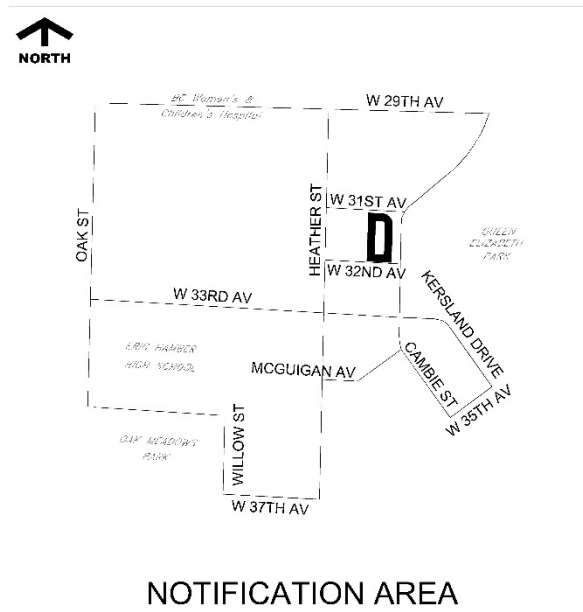 NORTH
BC Women's &
Children's Hospital
W 29TH AV
W 31ST AV
OAK ST
HEATHER ST
QUEEN
ELIZABETH
PARK
W 32ND AV
W 33RD AV
KERSLAND DRIVE
ERIC HAMBER
HIGH SCHOOL
MCGUIGAN AV
CAMBIE ST
W 35TH AV
WILLOW ST
OAK MEADOWS
PARK
W 37TH AV
NOTIFICATION AREA